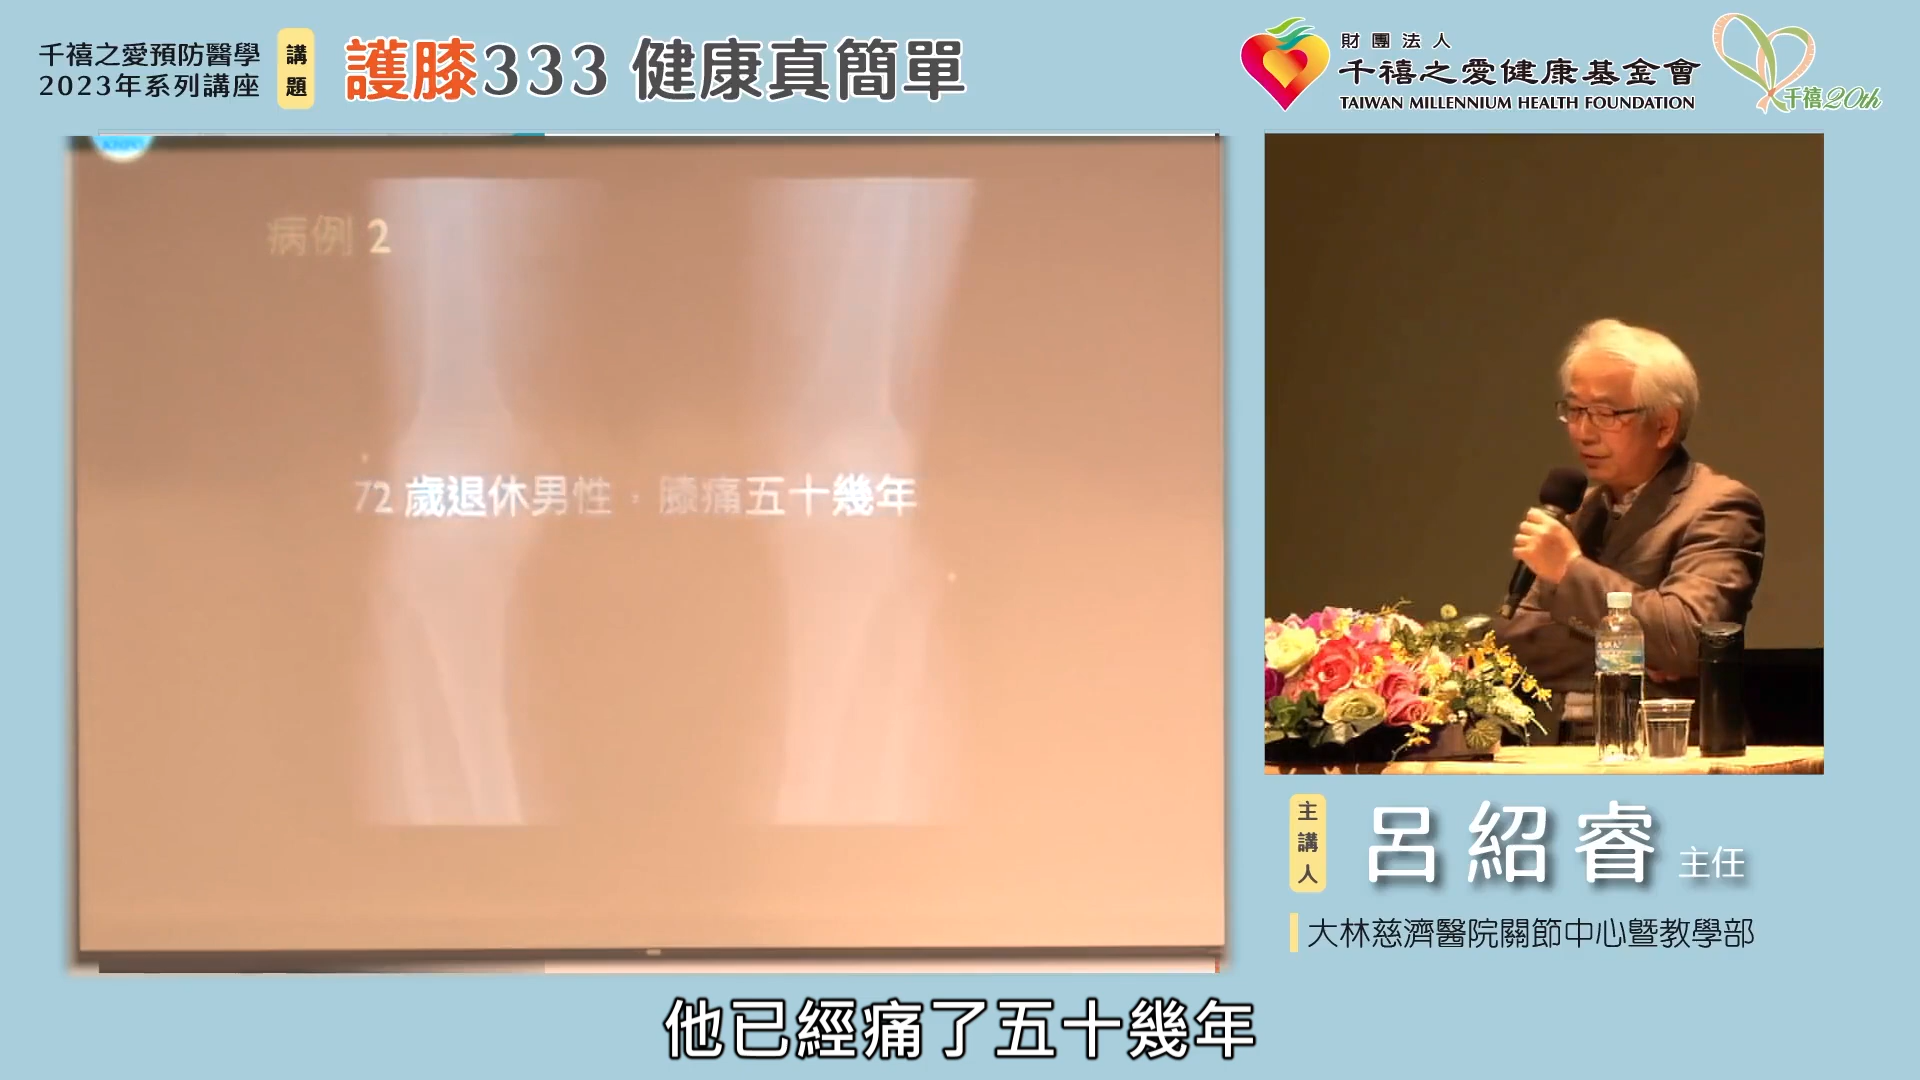 千禧之愛預防醫學
2023年系列講座
講題
護膝333 健康真簡單
財團法人
千禧之愛健康基金會
TAIWAN MILLENNIUM HEALTH FOUNDATION
千禧20th
病例 2
72 歲退休男性，膝痛五十幾年
主講人
呂紹睿 主任
大林慈濟醫院關節中心暨教學部
他已經痛了五十幾年